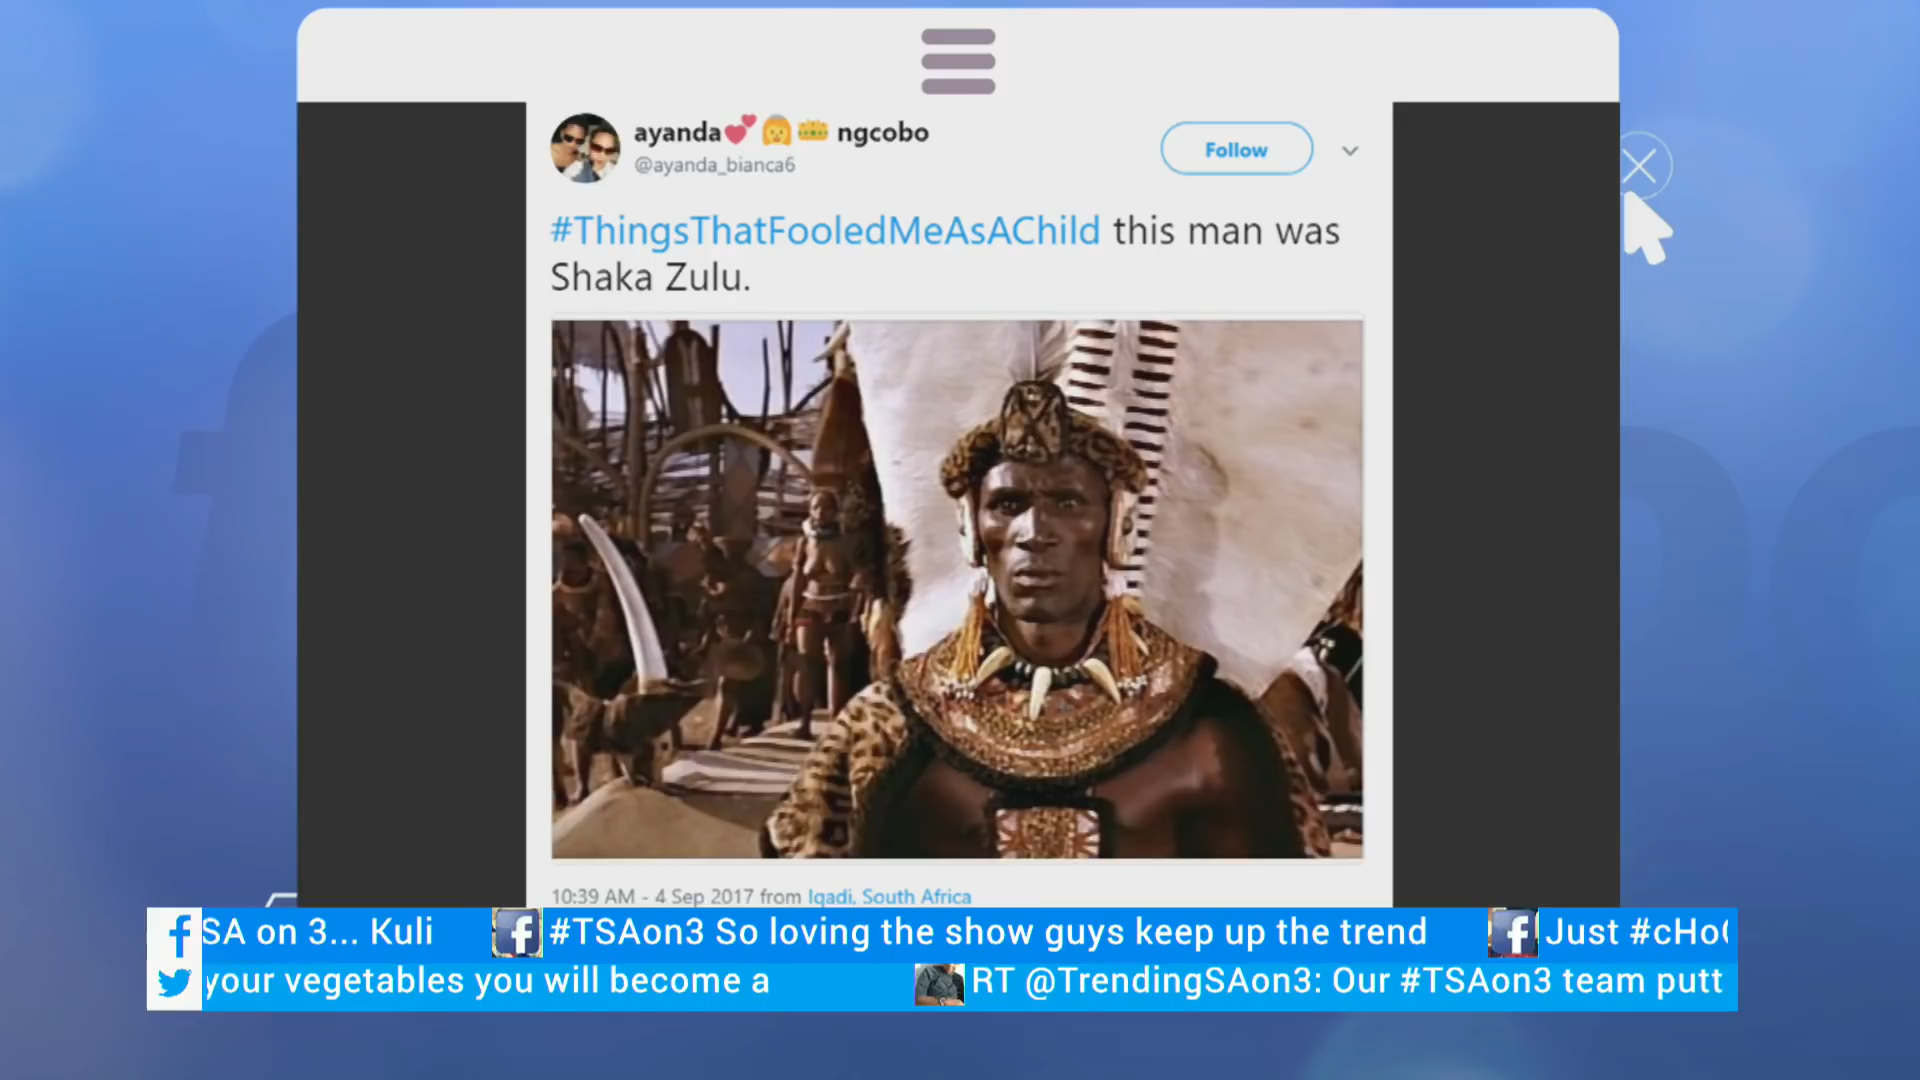 ayanda💕👩🍔 ngcobo
@ayanda_bianca6
Follow
#ThingsThatFooledMeAsAChild this man was
Shaka Zulu.
10:39 AM - 4 Sep 2017 from Iqadi, South Africa
SA on 3... Kuli
#TSAon3 So loving the show guys keep up the trend
Just #cHoC
your vegetables you will become a
RT @TrendingSAon3: Our #TSAon3 team putt